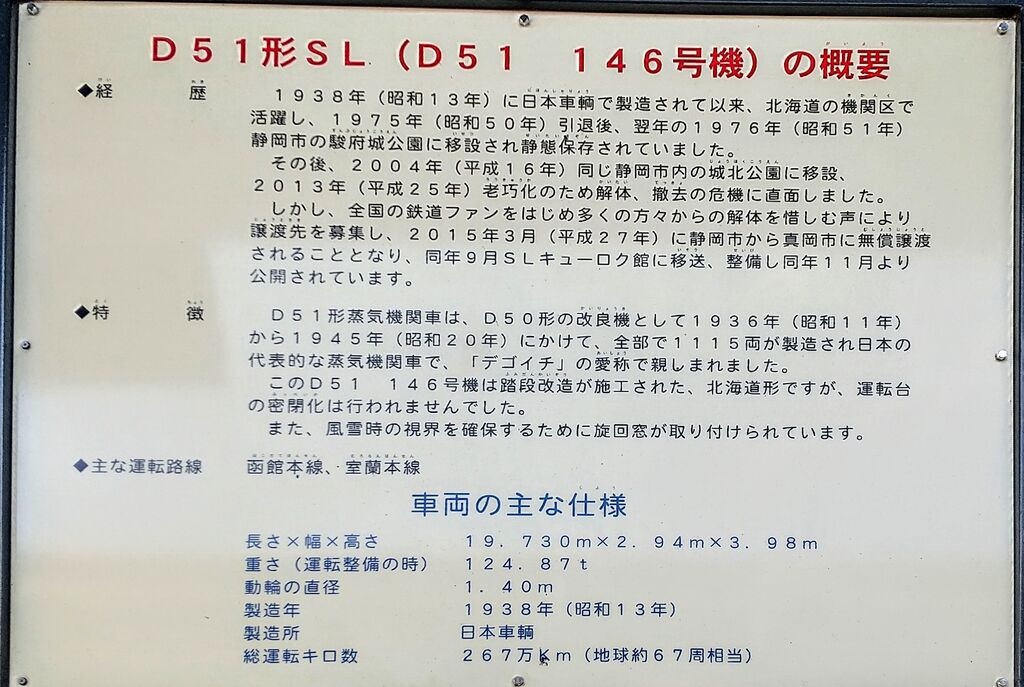 D51形SL（D51　146号機）の概要
◆経歴　1938年（昭和13年）に日本車輌で製造されて以来、北海道の機関区で
活躍し、1975年（昭和50年）引退後、翌年の1976年（昭和51年）
静岡市の駿府城公園に移設され静態保存されていました。
その後、2004年（平成16年）同じ静岡市内の城北公園に移設、
2013年（平成25年）老巧化のため解体、撤去の危機に直面しました。
しかし、全国の鉄道ファンをはじめ多くの方々からの解体を惜しむ声により
譲渡先を募集し、2015年3月（平成27年）に静岡市から真岡市に無償譲渡
されることとなり、同年9月SLキューロク館に移送、整備し同年11月より
公開されています。
◆特徴　D51形蒸気機関車は、D50形の改良機として1936年（昭和11年）
から1945年（昭和20年）にかけて、全部で1115両が製造され日本の
代表的な蒸気機関車で、「デゴイチ」の愛称で親しまれました。
このD51　146号機は踏段改造が施工された、北海道形ですが、運転台
の密閉化は行われませんでした。
また、風雪時の視界を確保するために旋回窓が取り付けられています。
◆主な運転路線　函館本線、室蘭本線
車両の主な仕様
長さ×幅×高さ　19．730m×2．94m×3．98m
重さ（運転整備の時）　124．87t
動輪の直径　1．40m
製造年　1938年（昭和13年）
製造所　日本車輌
総運転キロ数　267万Km（地球約67周相当）